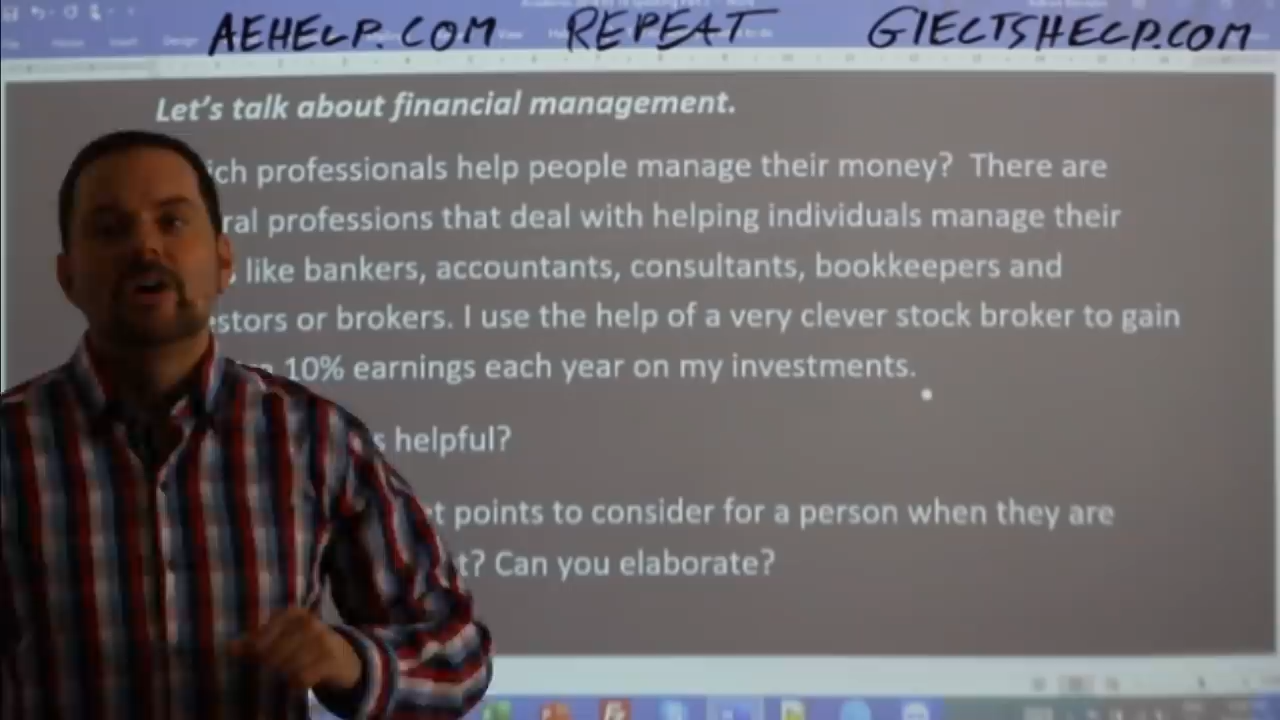 AEHELP.COM REPEAT GIELTSHELP.COM
Let's talk about financial management.
ich professionals help people manage their money? There are
ral professions that deal with helping individuals manage their
like bankers, accountants, consultants, bookkeepers and
estors or brokers. I use the help of a very clever stock broker to gain
10% earnings each year on my investments.
s helpful?
t points to consider for a person when they are
t? Can you elaborate?